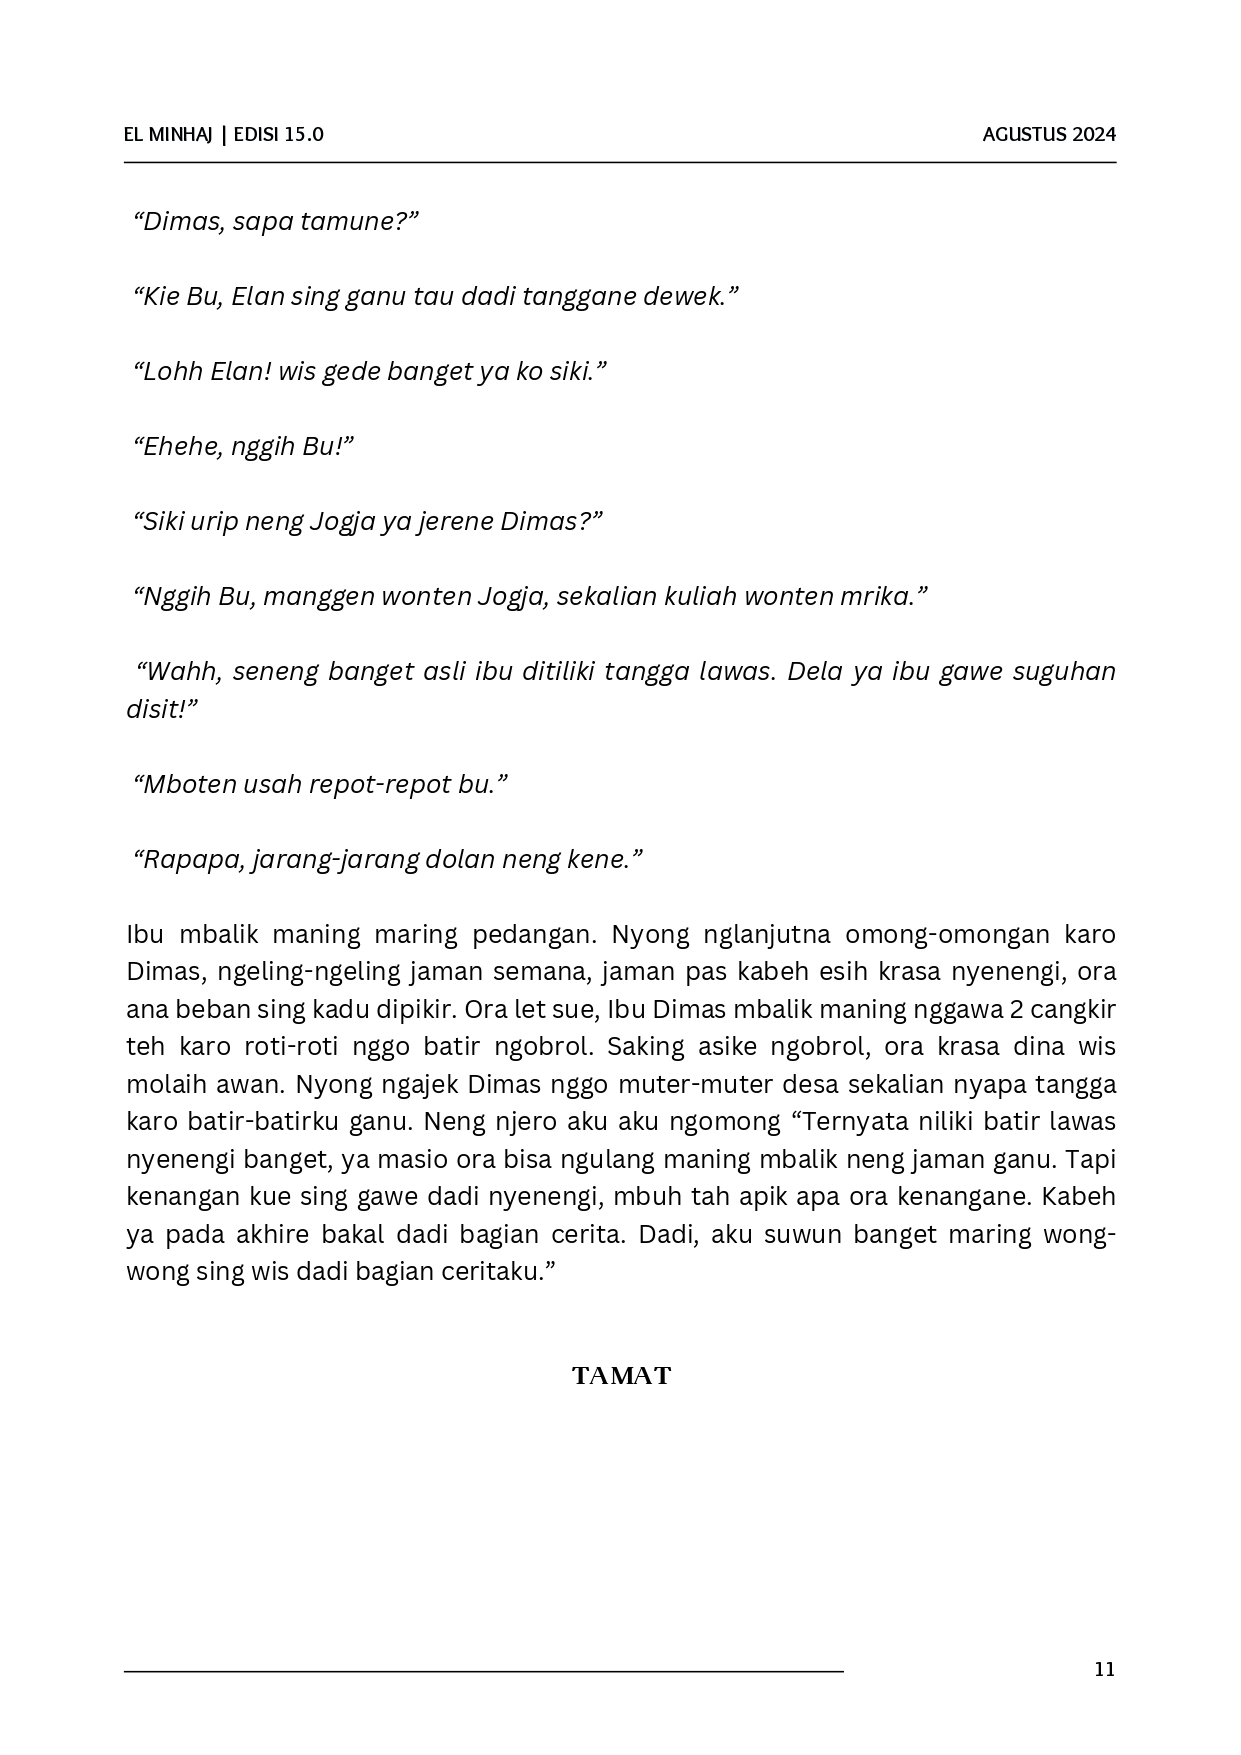 EL MINHAJ | EDISI 15.0
AGUSTUS 2024
“Dimas, sapa tamune?”
“Kie Bu, Elan sing ganu tau dadi tanggane dewek.”
“Lohh Elan! wis gede banget ya ko siki.”
“Ehehe, nggih Bu!”
“Siki urip neng Jogja ya jerene Dimas?”
“Nggih Bu, manggen wonten Jogja, sekalian kuliah wonten mrika.”
“Wahh, seneng banget asli ibu ditiliki tangga lawas. Dela ya ibu gawe suguhan
disit!”
“Mboten usah repot-repot bu.”
“Rapapa, jarang-jarang dolan neng kene.”
Ibu mbalik maning maring pedangan. Nyong nglanjutna omong-omongan karo
Dimas, ngeling-ngeling jaman semana, jaman pas kabeh esih krasa nyenengi, ora
ana beban sing kadu dipikir. Ora let sue, Ibu Dimas mbalik maning nggawa 2 cangkir
teh karo roti-roti nggo batir ngobrol. Saking asike ngobrol, ora krasa dina wis
molaih awan. Nyong ngajek Dimas nggo muter-muter desa sekalian nyapa tangga
karo batir-batirku ganu. Neng njero aku aku ngomong “Ternyata niliki batir lawas
nyenengi banget, ya masio ora bisa ngulang maning mbalik neng jaman ganu. Tapi
kenangan kue sing gawe dadi nyenengi, mbuh tah apik apa ora kenangane. Kabeh
ya pada akhire bakal dadi bagian cerita. Dadi, aku suwun banget maring wong-
wong sing wis dadi bagian ceritaku.”
TAMAT
11